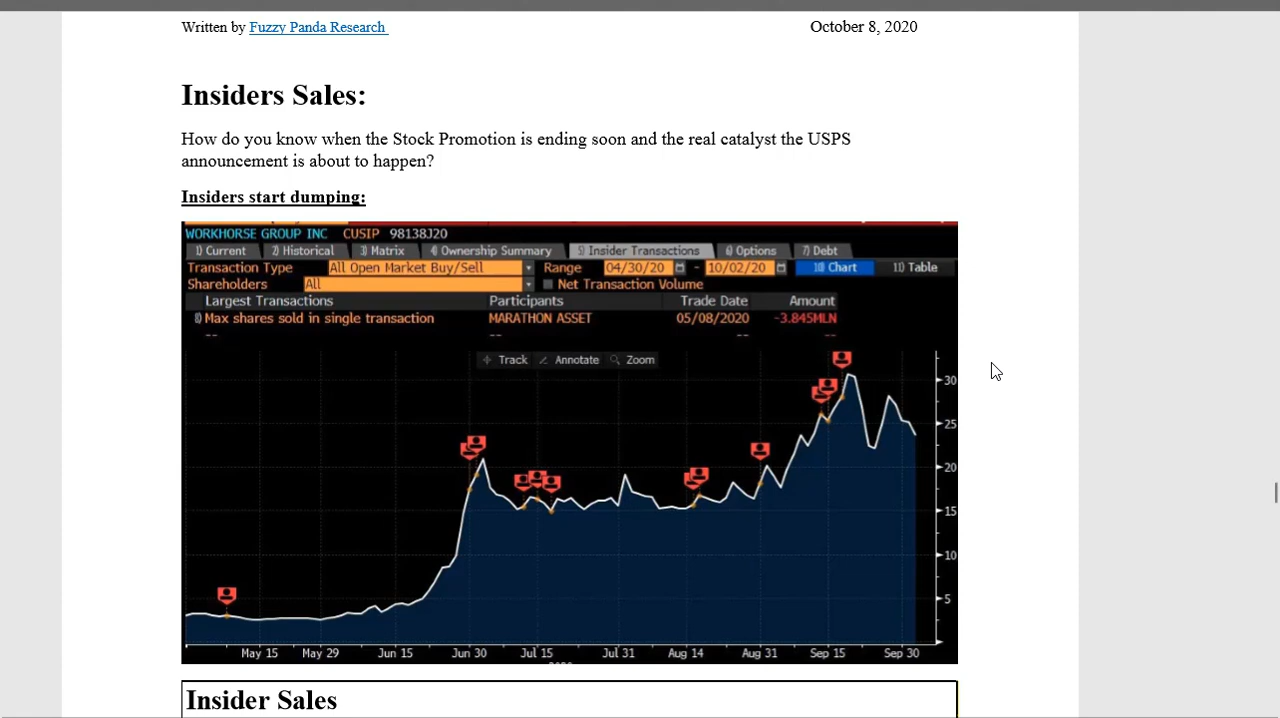 Written by Fuzzy Panda Research October 8, 2020
Insiders Sales:
How do you know when the Stock Promotion is ending soon and the real catalyst the USPS
announcement is about to happen?
Insiders start dumping:
WORKHORSE GROUP INC CUSIP 98138J20
1) Current 2) Historical 3) Matrix 4) Ownership Summary 5) Insider Transactions 6) Options 7) Debt
Transaction Type All Open Market Buy/Sell Range 04/30/20 - 10/02/20 10) Chart 11) Table
Shareholders All Net Transaction Volume
Largest Transactions Participants Trade Date Amount
8) Max shares sold in single transaction MARATHON ASSET 05/08/2020 -3.845MLN
-- -- -- --
Track Annotate Zoom
30
25
20
15
10
5
May 15 May 29 Jun 15 Jun 30 Jul 15 Jul 31 Aug 14 Aug 31 Sep 15 Sep 30
Insider Sales